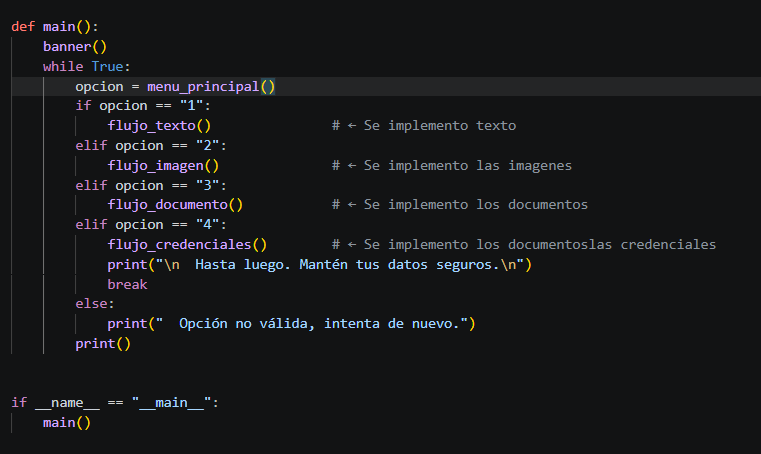 def main():
    banner()
    while True:
        opcion = menu_principal()
        if opcion == "1":
            flujo_texto()               # ← Se implemento texto
        elif opcion == "2":
            flujo_imagen()              # ← Se implemento las imagenes
        elif opcion == "3":
            flujo_documento()           # ← Se implemento los documentos
        elif opcion == "4":
            flujo_credenciales()        # ← Se implemento los documentoslas credenciales
            print("\n  Hasta luego. Mantén tus datos seguros.\n")
            break
        else:
            print("  Opción no válida, intenta de nuevo.")
        print()
if __name__ == "__main__":
    main()